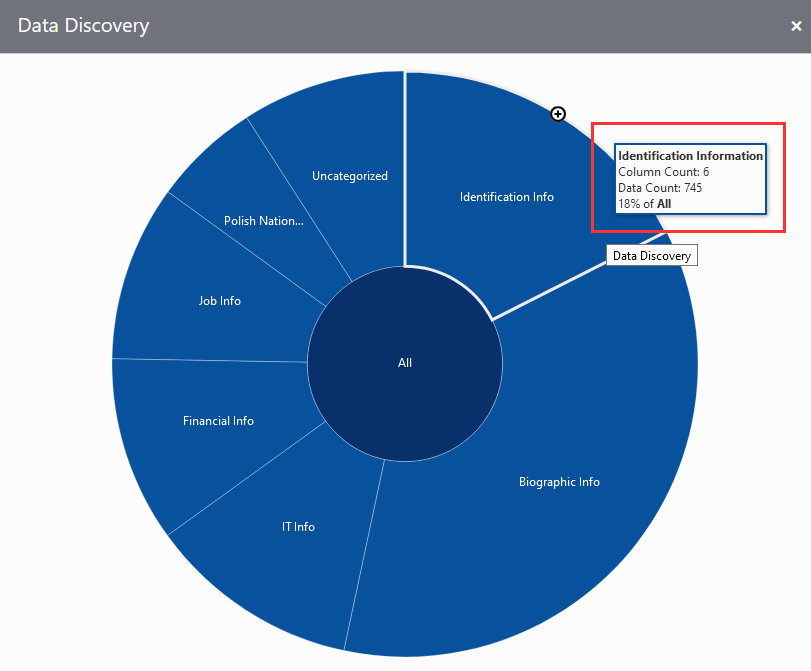 Data Discovery
Uncategorized
Identification Info
Identification Information
Column Count: 6
Data Count: 745
18% of All
Polish Nation...
Data Discovery
Job Info
All
Financial Info
Biographic Info
IT Info